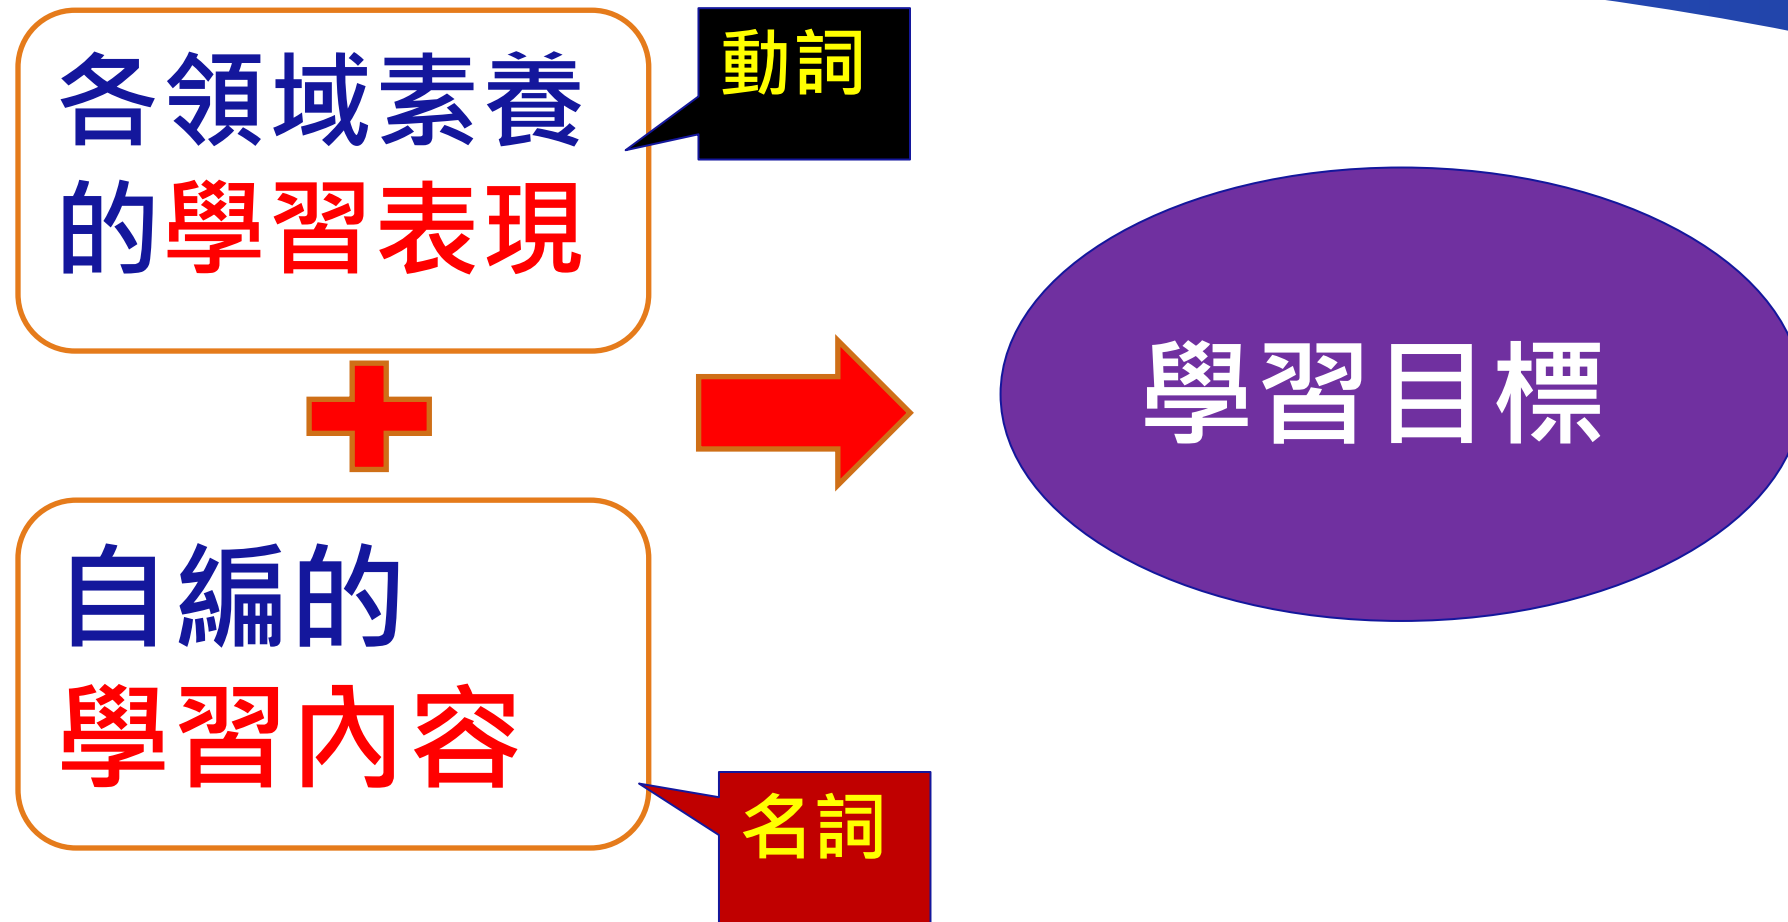 各領域素養
的學習表現
動詞
學習目標
自編的
學習內容
名詞